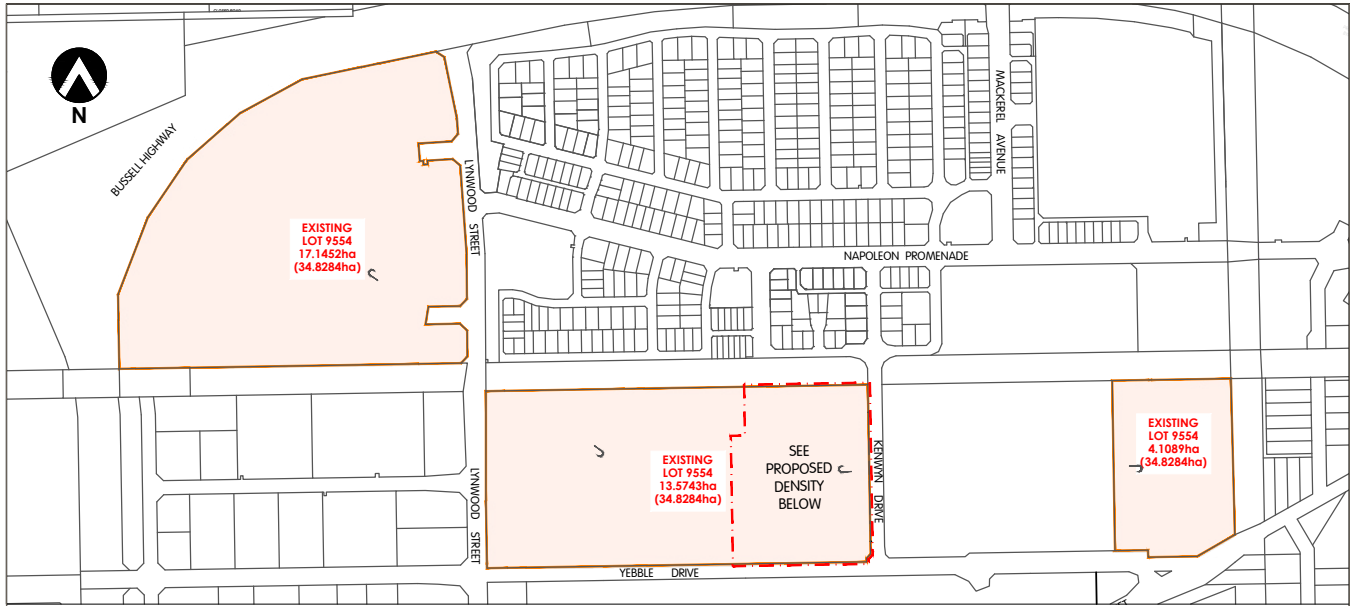 CLOSED ROAD
N
BUSSELL HIGHWAY
LYNWOOD STREET
MACKEREL AVENUE
EXISTING
LOT 9554
17.1452ha
(34.8284ha)
NAPOLEON PROMENADE
EXISTING
LOT 9554
13.5743ha
(34.8284ha)
SEE
PROPOSED
DENSITY
BELOW
KENWYN DRIVE
EXISTING
LOT 9554
4.1089ha
(34.8284ha)
LYNWOOD STREET
YEBBLE DRIVE